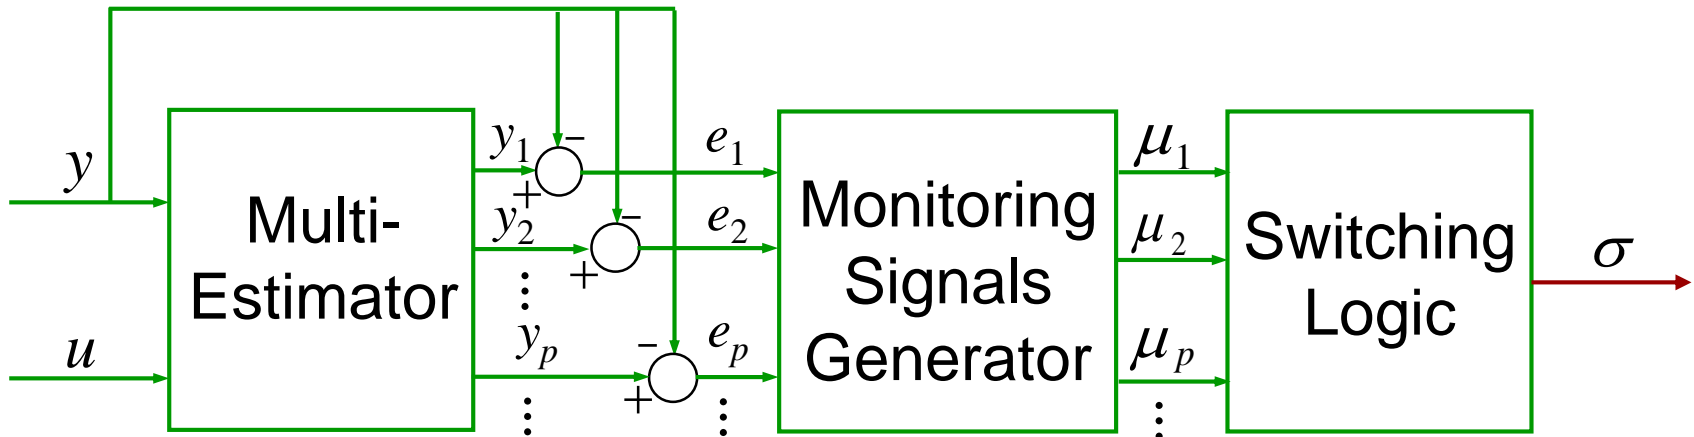 y
u
Multi-
Estimator
y₁
−
+
y₂
−
+
⋮
yₚ
−
+
⋮
e₁
e₂
eₚ
⋮
Monitoring
Signals
Generator
μ₁
μ₂
μₚ
⋮
Switching
Logic
σ